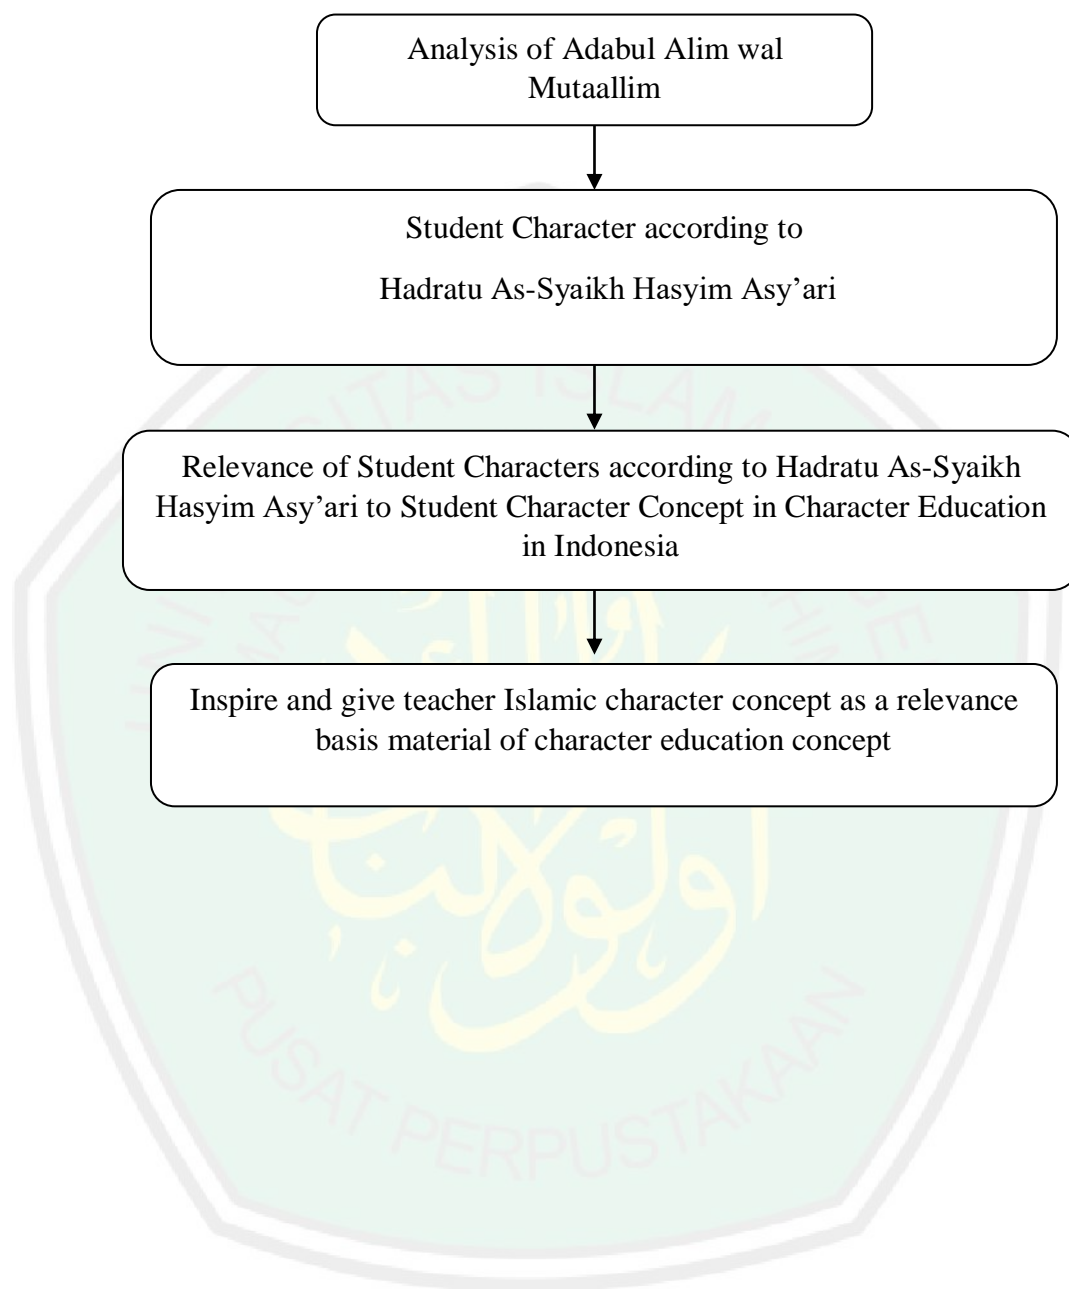 Analysis of Adabul Alim wal
Mutaallim
Student Character according to
Hadratu As-Syaikh Hasyim Asy’ari
Relevance of Student Characters according to Hadratu As-Syaikh
Hasyim Asy’ari to Student Character Concept in Character Education
in Indonesia
Inspire and give teacher Islamic character concept as a relevance
basis material of character education concept
PUSAT PERPUSTAKAAN